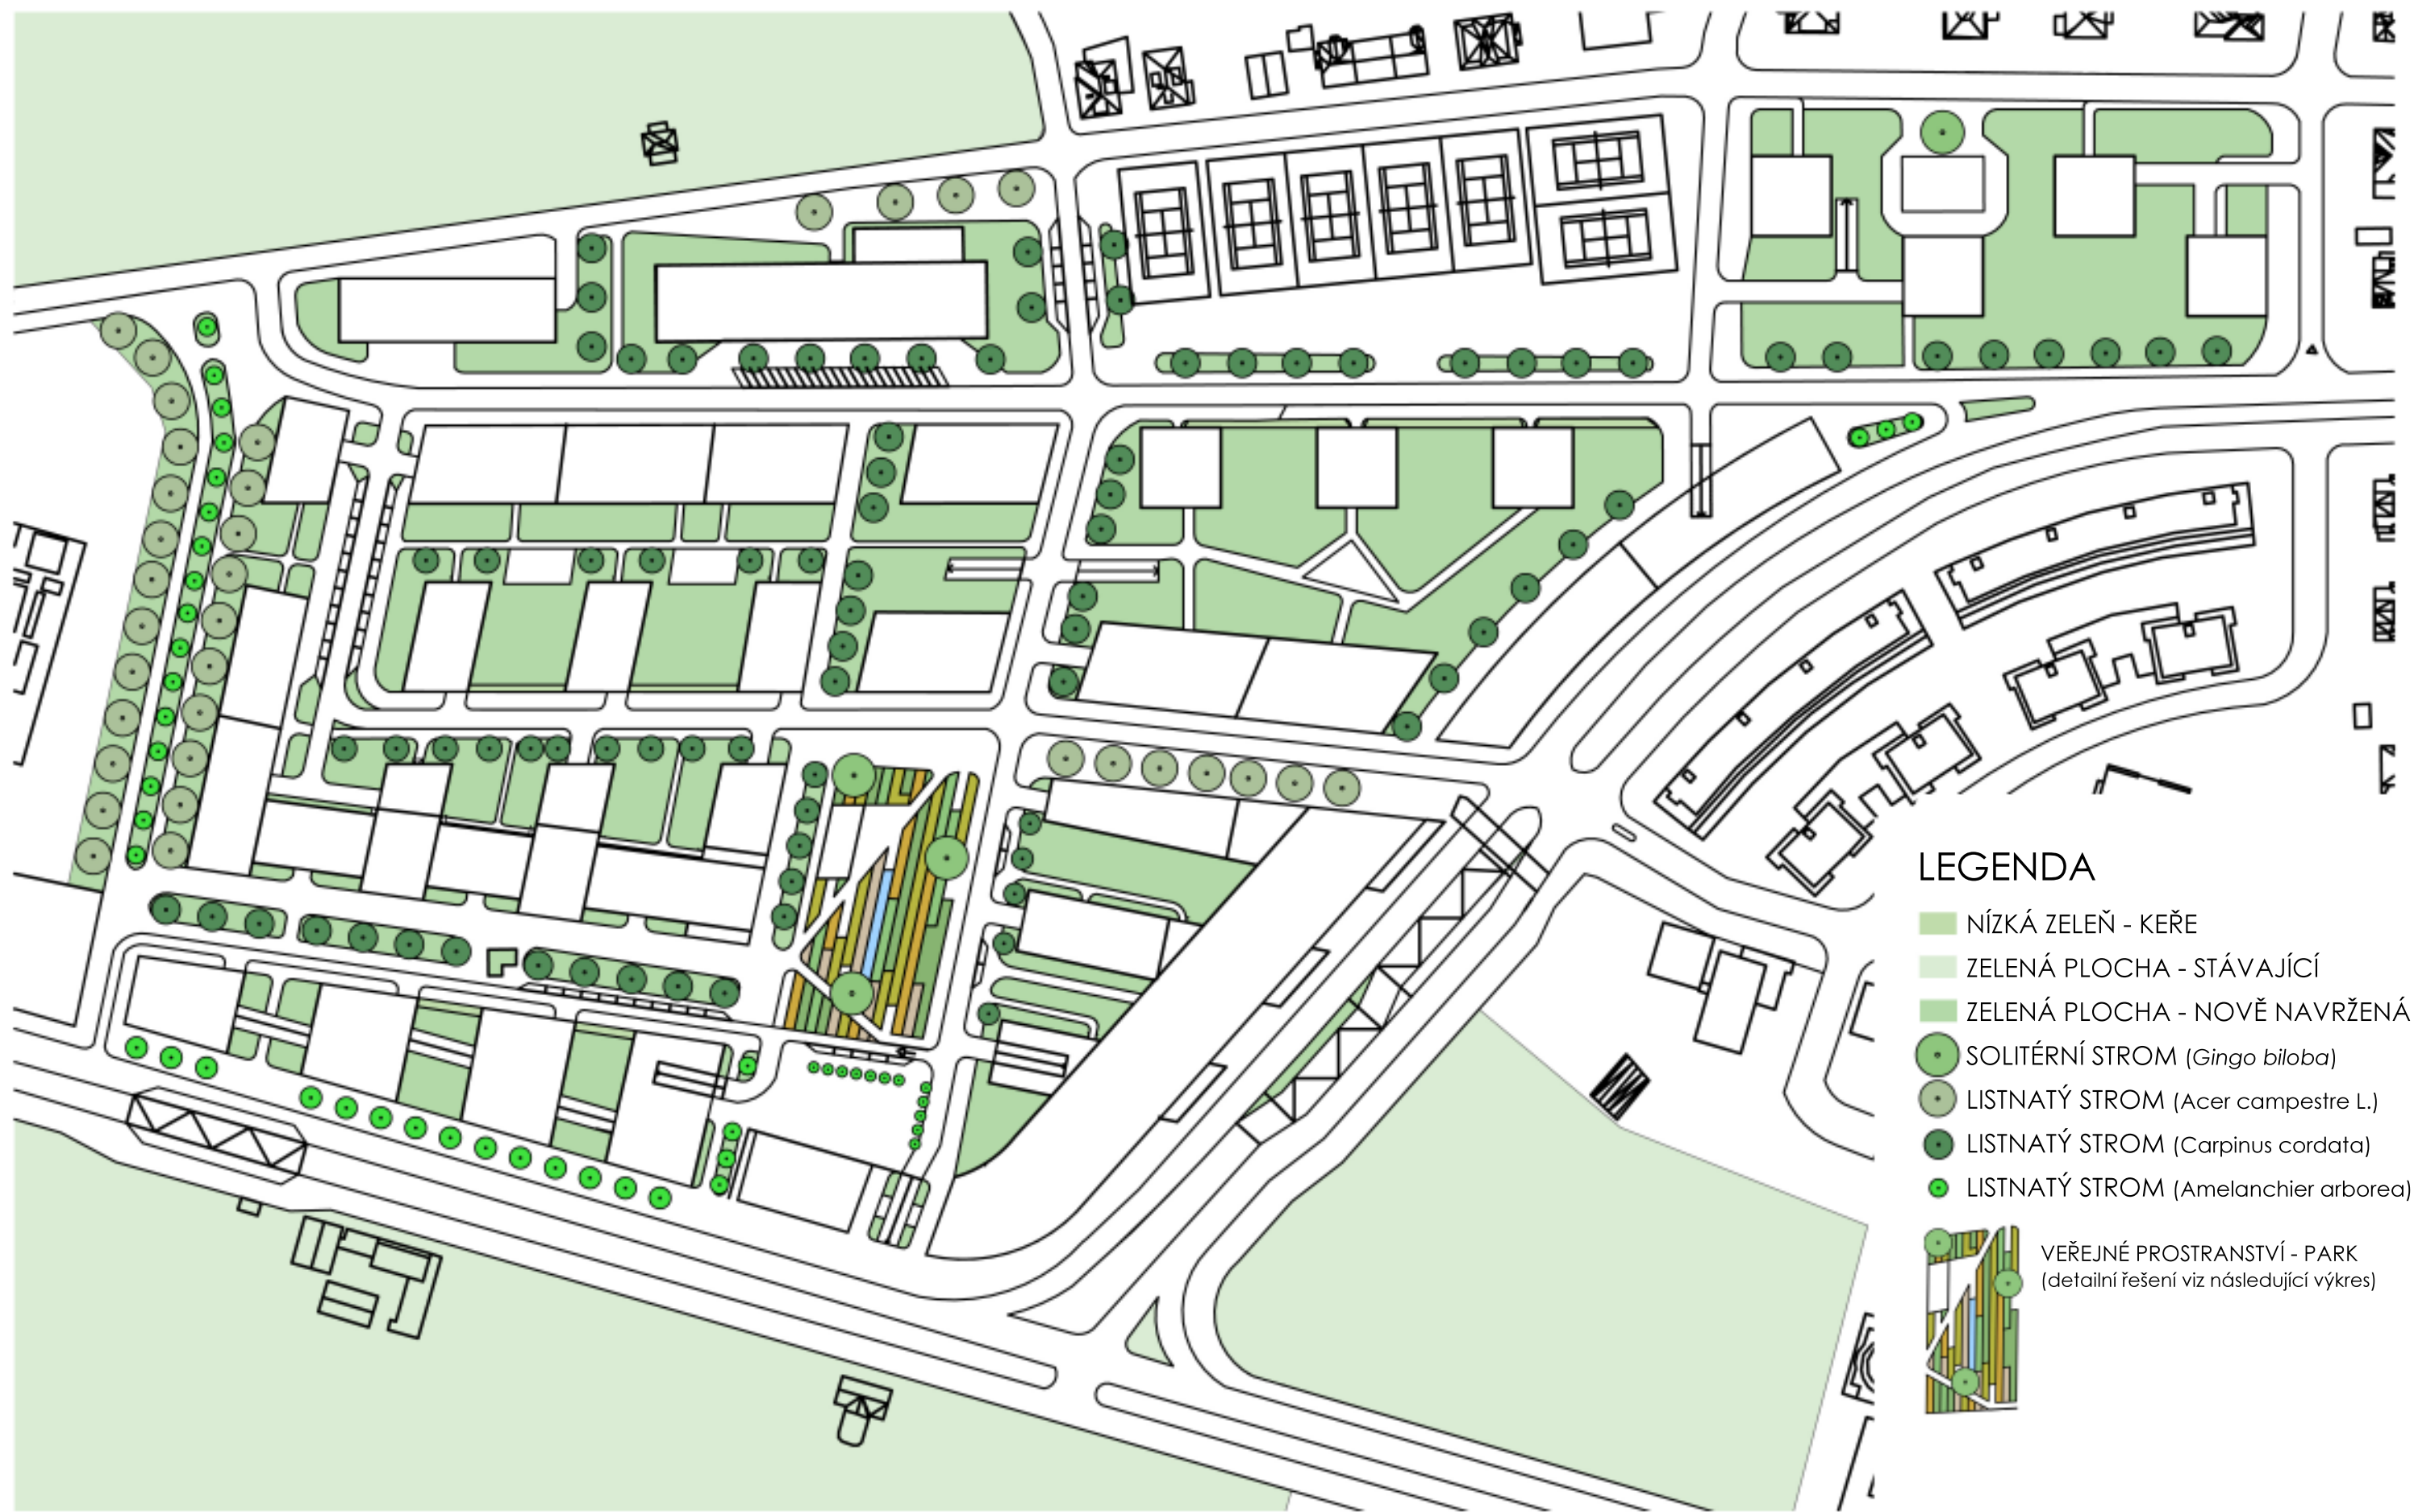 LEGENDA
NÍZKÁ ZELEŇ - KEŘE
ZELENÁ PLOCHA - STÁVAJÍCÍ
ZELENÁ PLOCHA - NOVĚ NAVRŽENÁ
SOLITÉRNÍ STROM (Gingo biloba)
LISTNATÝ STROM (Acer campestre L.)
LISTNATÝ STROM (Carpinus cordata)
LISTNATÝ STROM (Amelanchier arborea)
VEŘEJNÉ PROSTRANSTVÍ - PARK
(detailní řešení viz následující výkres)